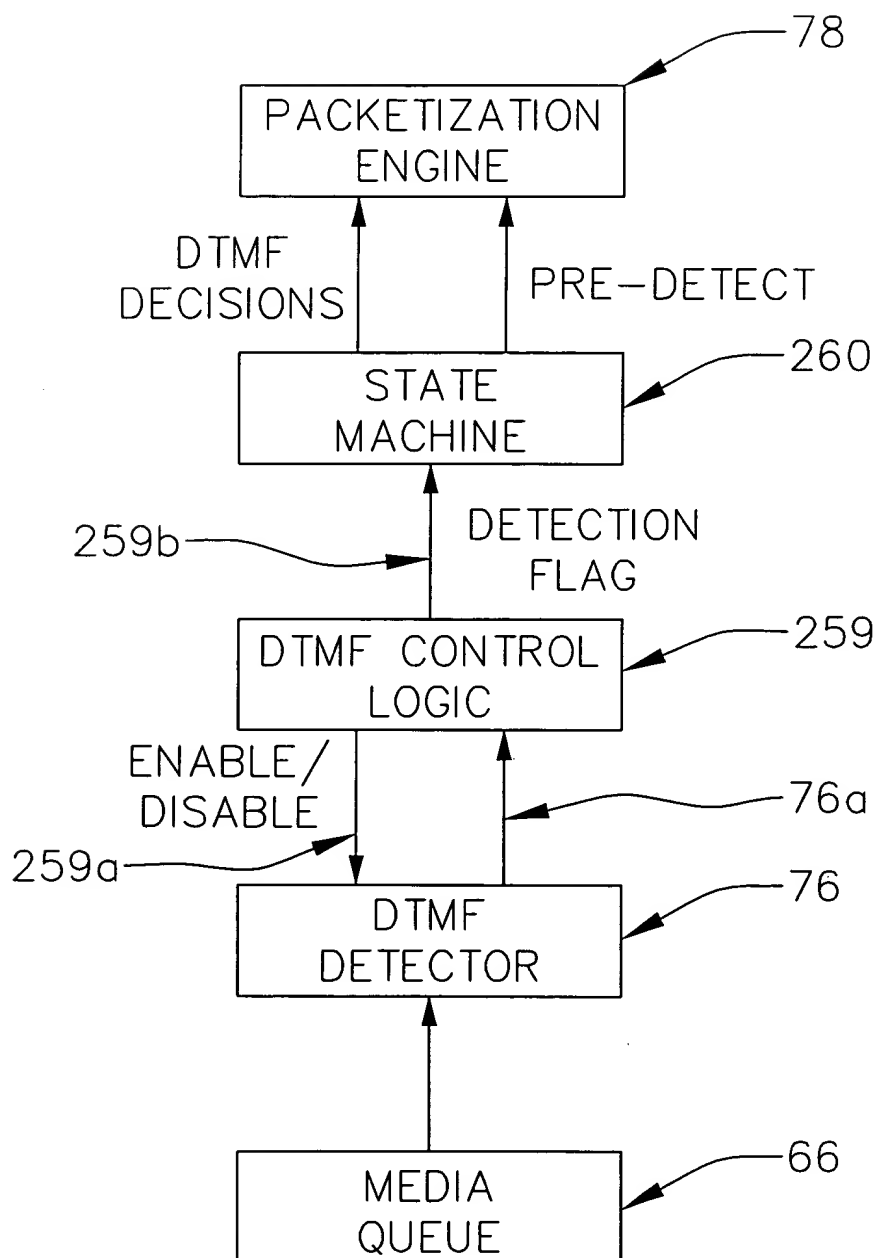 78
PACKETIZATION
ENGINE
DTMF
DECISIONS
PRE-DETECT
260
STATE
MACHINE
259b
DETECTION
FLAG
259
DTMF CONTROL
LOGIC
ENABLE/
DISABLE
76a
259a
76
DTMF
DETECTOR
66
MEDIA
QUEUE